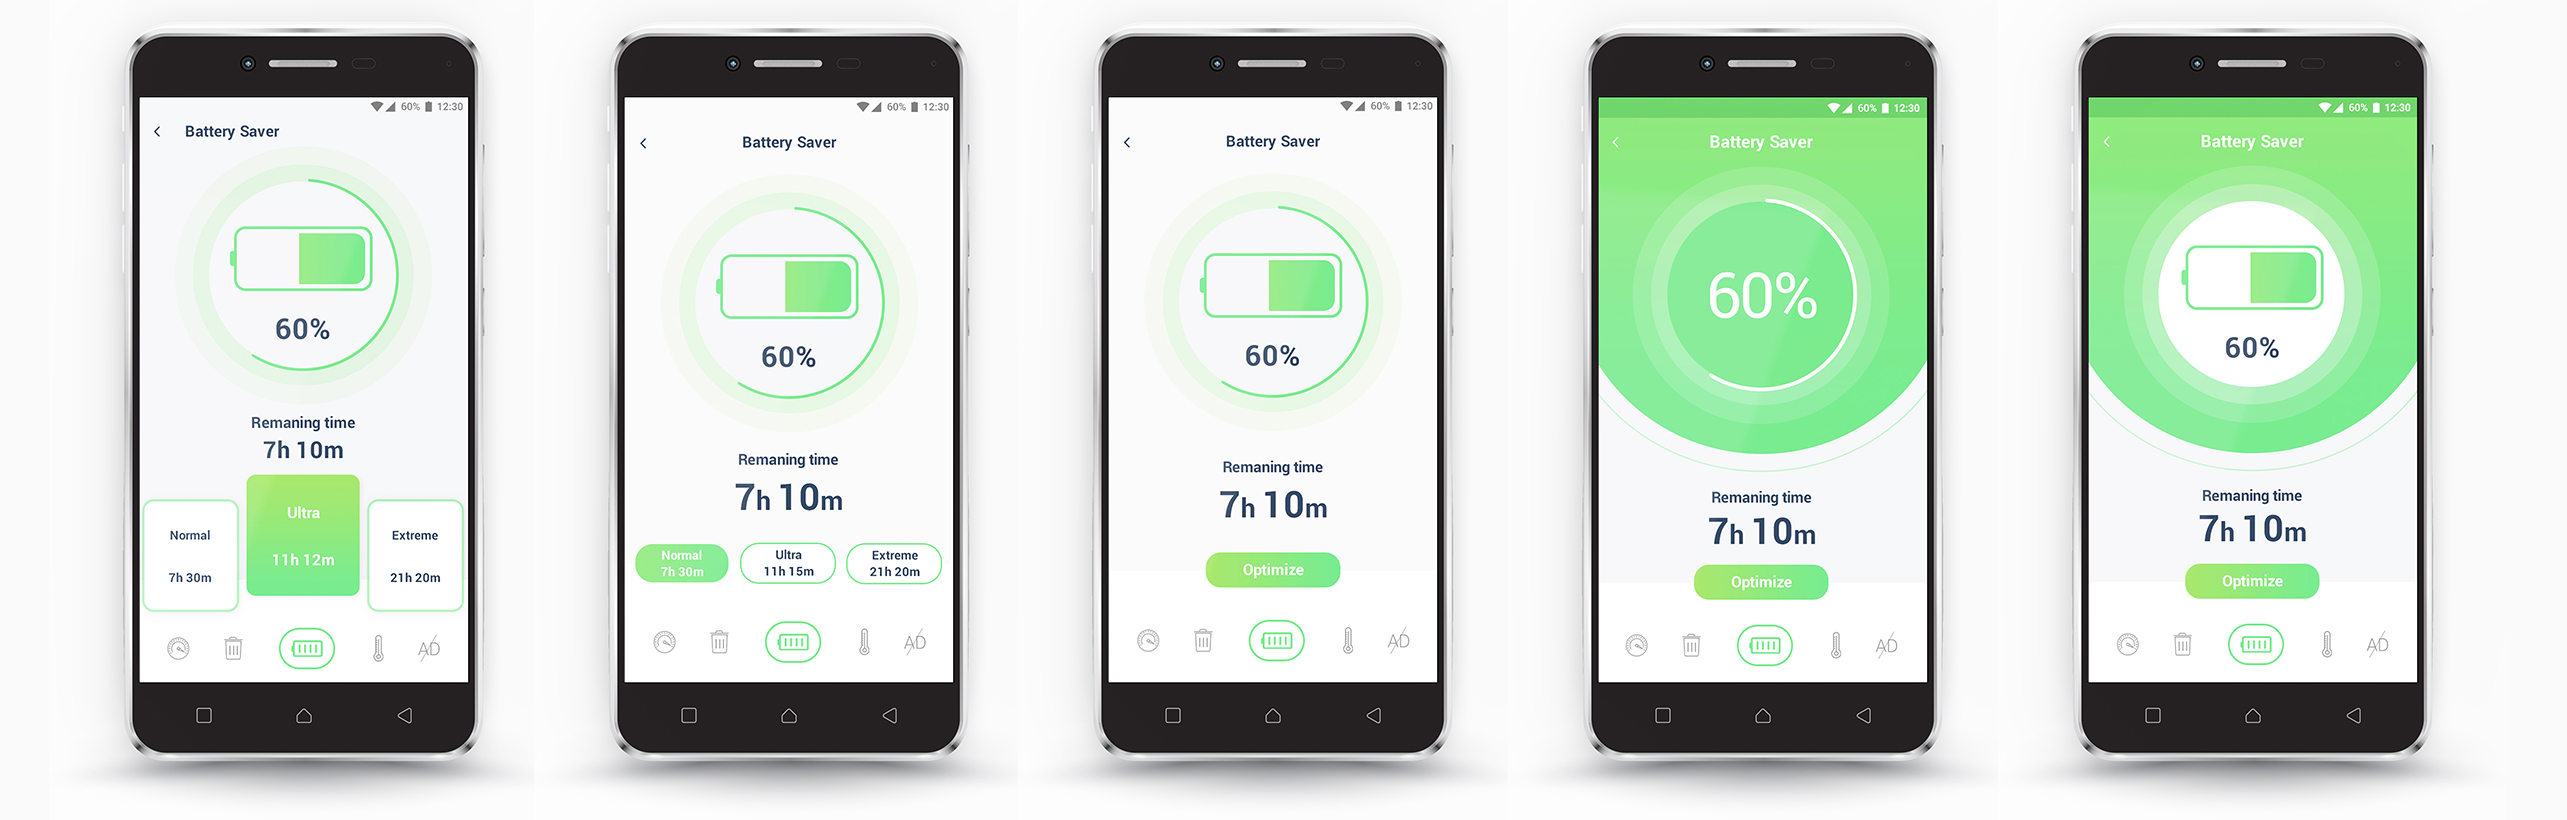 60% 12:30
Battery Saver
60%
Remaning time
7h 10m
Normal
7h 30m
Ultra
11h 12m
Extreme
21h 20m
AD
60% 12:30
Battery Saver
60%
Remaning time
7h 10m
Normal
7h 30m
Ultra
11h 15m
Extreme
21h 20m
AD
60% 12:30
Battery Saver
60%
Remaning time
7h 10m
Optimize
AD
60% 12:30
Battery Saver
60%
Remaning time
7h 10m
Optimize
AD
60% 12:30
Battery Saver
60%
Remaning time
7h 10m
Optimize
AD